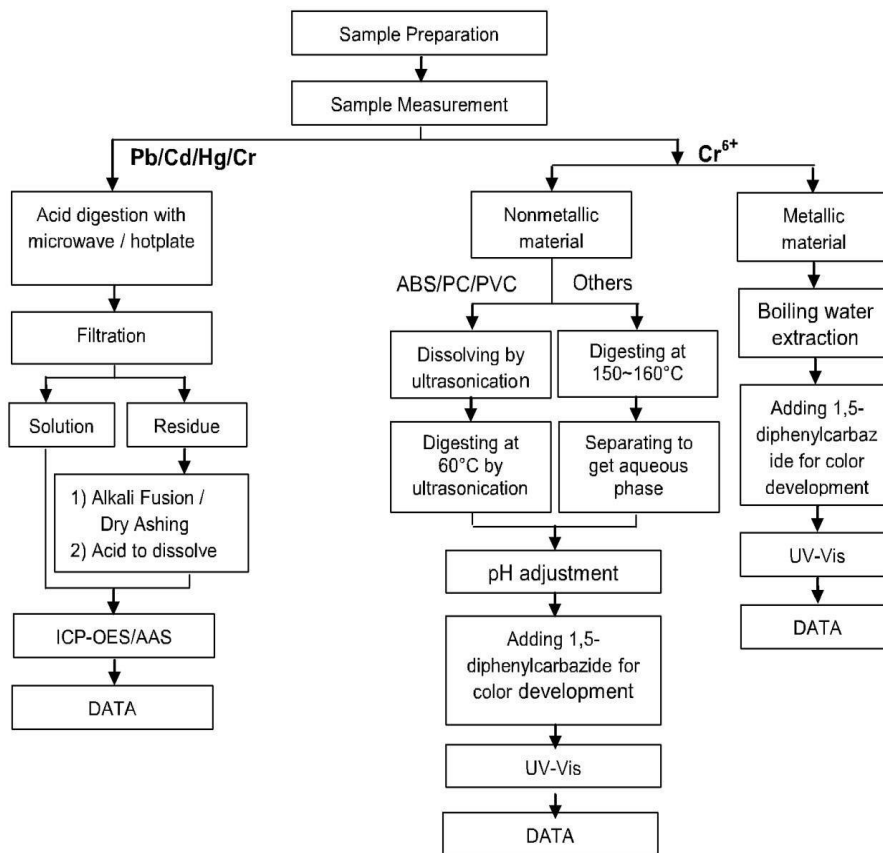 Sample Preparation
Sample Measurement
Pb/Cd/Hg/Cr
Cr⁶⁺
Acid digestion with
microwave / hotplate
Nonmetallic
material
Metallic
material
ABS/PC/PVC
Others
Filtration
Dissolving by
ultrasonication
Digesting at
150~160°C
Boiling water
extraction
Solution
Residue
Digesting at
60°C by
ultrasonication
Separating to
get aqueous
phase
Adding 1,5-
diphenylcarbaz
ide for color
development
1) Alkali Fusion /
Dry Ashing
2) Acid to dissolve
pH adjustment
UV-Vis
ICP-OES/AAS
Adding 1,5-
diphenylcarbazide for
color development
DATA
DATA
UV-Vis
DATA